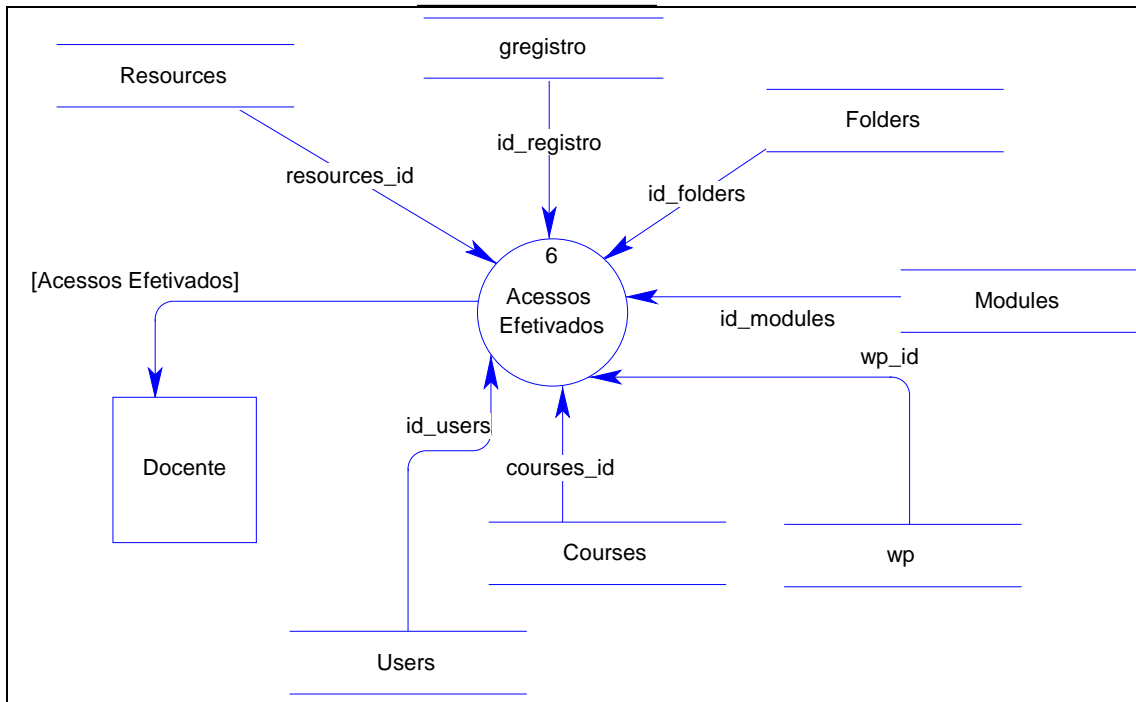 gregistro
Resources
Folders
id_registro
resources_id
id_folders
6
[Acessos Efetivados]
Acessos
Efetivados
Modules
id_modules
wp_id
id_users
Docente
courses_id
Courses
wp
Users